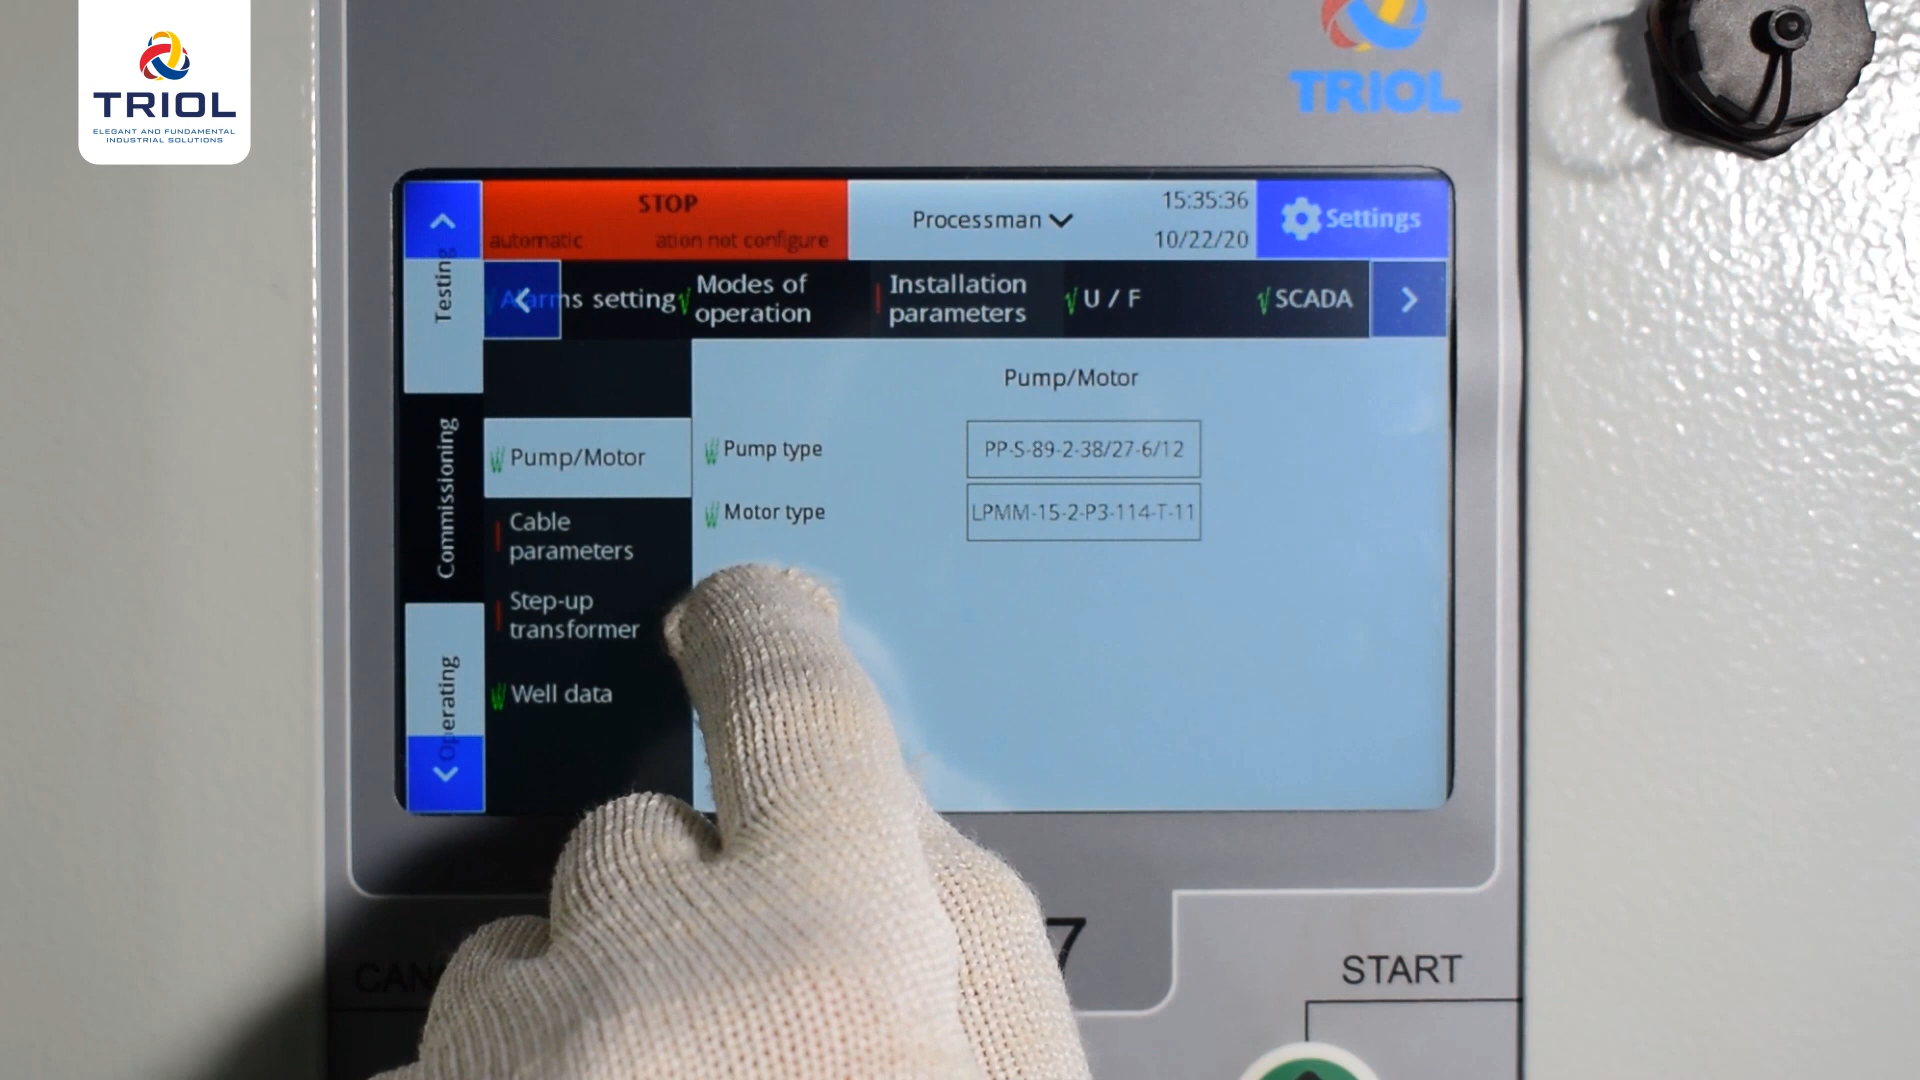 TRIOL
ELEGANT AND FUNDAMENTAL
INDUSTRIAL SOLUTIONS
TRIOL
STOP
automatic ation not configure
Processman
15:35:36
10/22/20
Settings
Testing
Commissioning
Operating
Alarms setting
Modes of
operation
Installation
parameters
U / F
SCADA
Pump/Motor
Cable
parameters
Step-up
transformer
Well data
Pump/Motor
Pump type
PP-S-89-2-38/27-6/12
Motor type
LPMM-15-2-P3-114-T-11
7
CAN
START